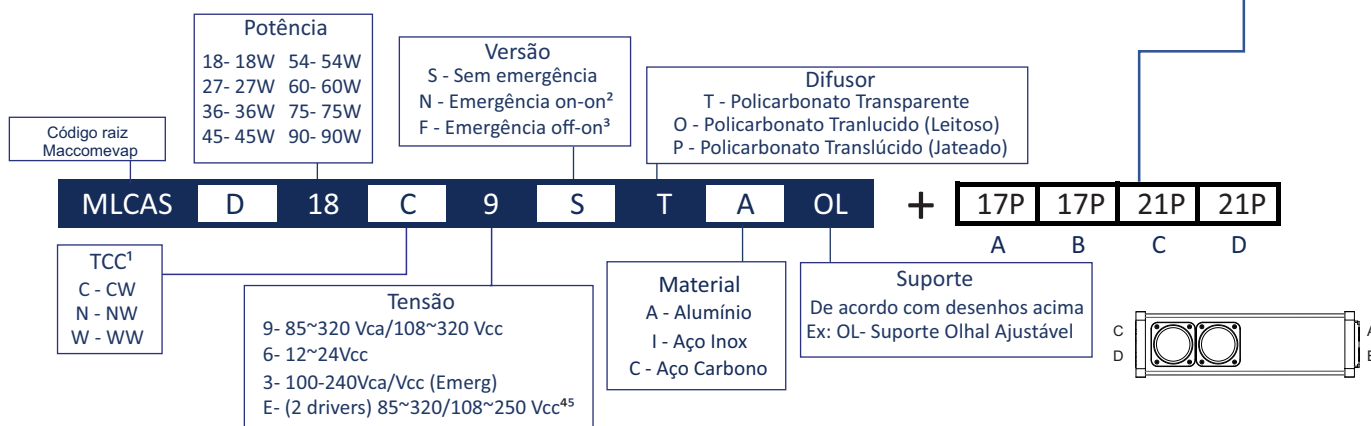 Potência
18- 18W 54- 54W
27- 27W 60- 60W
36- 36W 75- 75W
45- 45W 90- 90W
Versão
S - Sem emergência
N - Emergência on-on²
F - Emergência off-on³
Difusor
T - Policarbonato Transparente
O - Policarbonato Tranlucido (Leitoso)
P - Policarbonato Translúcido (Jateado)
Código raiz
Maccomevap
MLCAS D 18 C 9 S T A OL + 17P 17P 21P 21P
A B C D
TCC¹
C - CW
N - NW
W - WW
Tensão
9- 85~320 Vca/108~320 Vcc
6- 12~24Vcc
3- 100-240Vca/Vcc (Emerg)
E- (2 drivers) 85~320/108~250 Vcc⁴⁵
Material
A - Alumínio
I - Aço Inox
C - Aço Carbono
Suporte
De acordo com desenhos acima
Ex: OL- Suporte Olhal Ajustável
C A
D